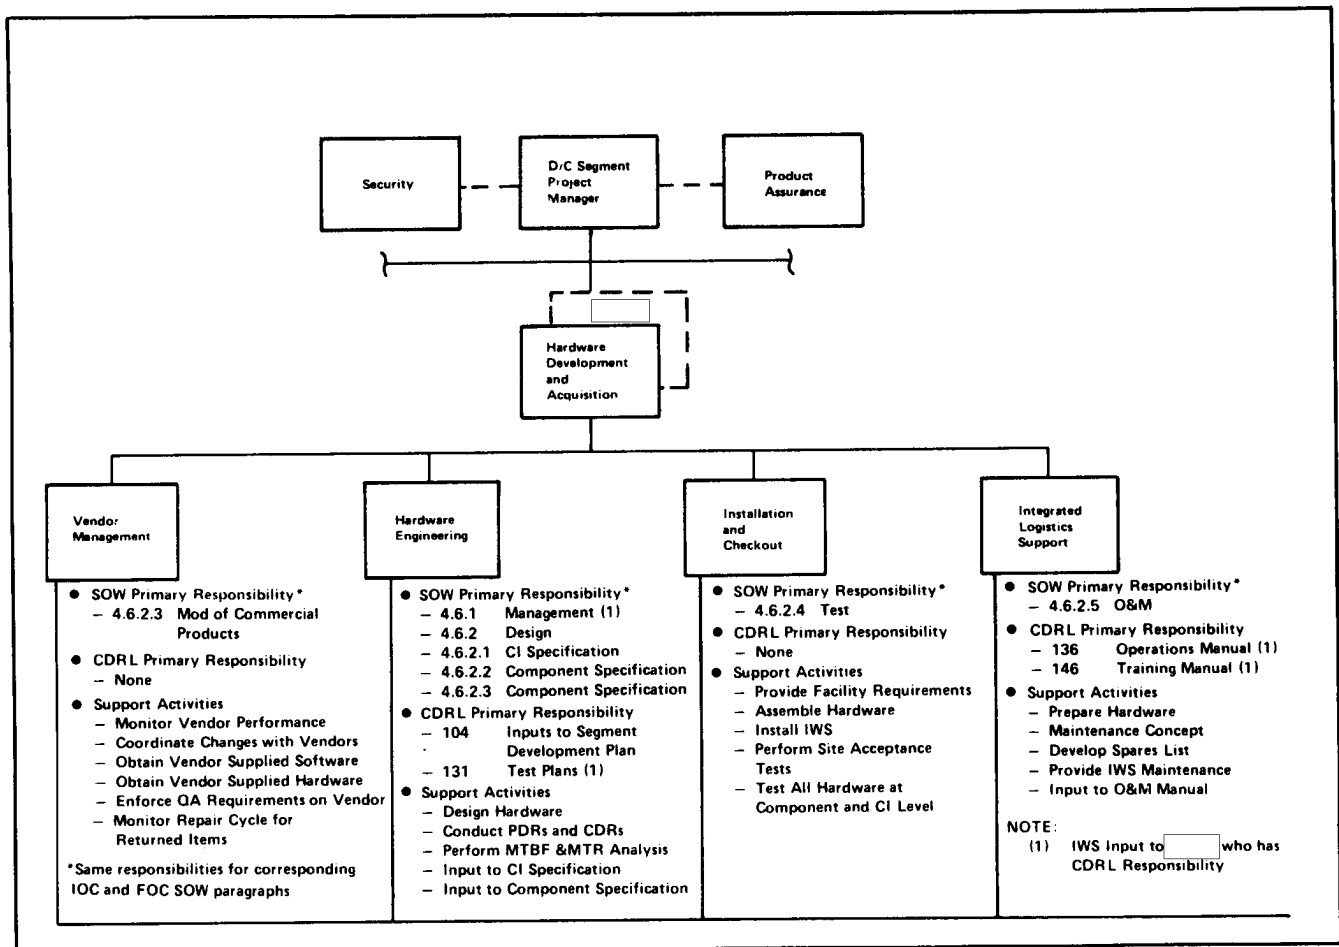 Security
D/C Segment
Project
Manager
Product
Assurance
Hardware
Development
and
Acquisition
Vendor
Management
● SOW Primary Responsibility*
– 4.6.2.3 Mod of Commercial
Products
● CDRL Primary Responsibility
– None
● Support Activities
– Monitor Vendor Performance
– Coordinate Changes with Vendors
– Obtain Vendor Supplied Software
– Obtain Vendor Supplied Hardware
– Enforce QA Requirements on Vendor
– Monitor Repair Cycle for
Returned Items
*Same responsibilities for corresponding
IOC and FOC SOW paragraphs
Hardware
Engineering
● SOW Primary Responsibility*
– 4.6.1 Management (1)
– 4.6.2 Design
– 4.6.2.1 CI Specification
– 4.6.2.2 Component Specification
– 4.6.2.3 Component Specification
● CDRL Primary Responsibility
– 104 Inputs to Segment
Development Plan
– 131 Test Plans (1)
● Support Activities
– Design Hardware
– Conduct PDRs and CDRs
– Perform MTBF &MTR Analysis
– Input to CI Specification
– Input to Component Specification
Installation
and
Checkout
● SOW Primary Responsibility*
– 4.6.2.4 Test
● CDRL Primary Responsibility
– None
● Support Activities
– Provide Facility Requirements
– Assemble Hardware
– Install IWS
– Perform Site Acceptance
Tests
– Test All Hardware at
Component and CI Level
Integrated
Logistics
Support
● SOW Primary Responsibility*
– 4.6.2.5 O&M
● CDRL Primary Responsibility
– 136 Operations Manual (1)
– 146 Training Manual (1)
● Support Activities
– Prepare Hardware
– Maintenance Concept
– Develop Spares List
– Provide IWS Maintenance
– Input to O&M Manual
NOTE:
(1) IWS Input to who has
CDRL Responsibility